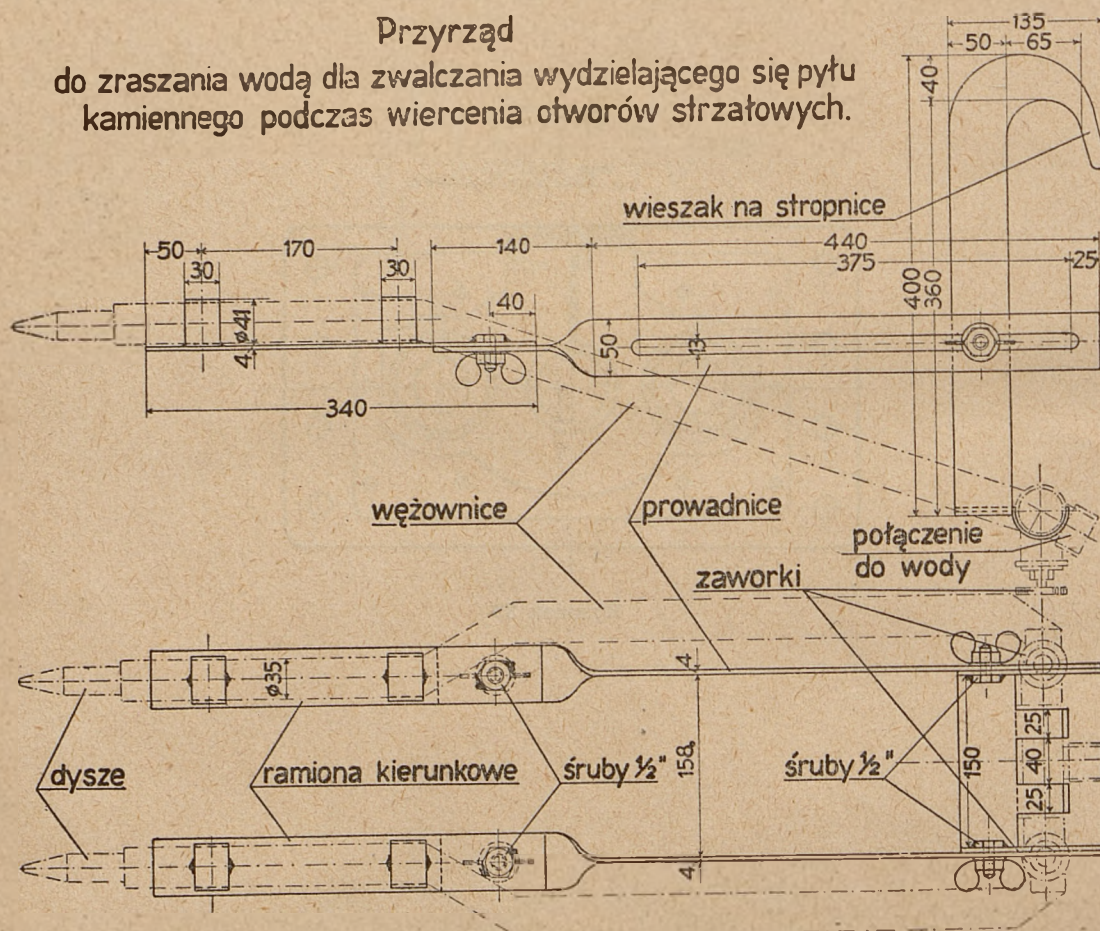 Przyrząd
do zraszania wodą dla zwalczania wydzielającego się pyłu
kamiennego podczas wiercenia otworów strzałowych.
135
50 65
40
wieszak na stropnice
50 170 140 440
30 30 375 25
40
400
360
ø41
4
50
13
340
wężownice
prowadnice
połączenie
do wody
zaworki
4
ø35
25
dysze
ramiona kierunkowe
śruby ½"
158
śruby ½"
150
40
25
4